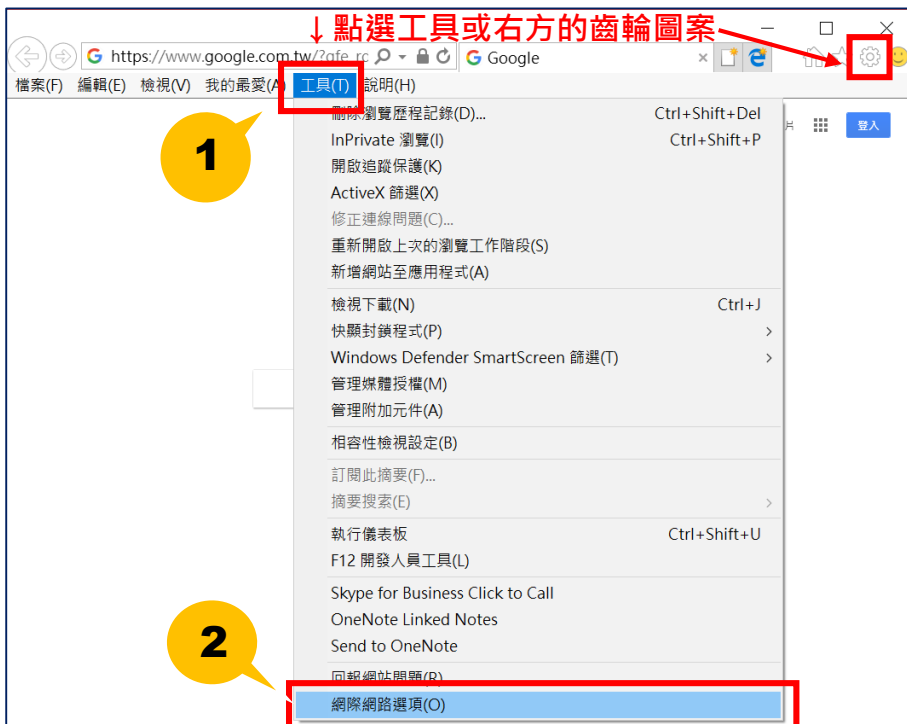 ↓點選工具或右方的齒輪圖案
https://www.google.com.tw/?gfe_rc
Google
檔案(F) 編輯(E) 檢視(V) 我的最愛(A) 工具(T) 說明(H)
刪除瀏覽歷程記錄(D)... Ctrl+Shift+Del
登入
1
InPrivate 瀏覽(I) Ctrl+Shift+P
開啟追蹤保護(K)
ActiveX 篩選(X)
修正連線問題(C)...
重新開啟上次的瀏覽工作階段(S)
新增網站至應用程式(A)
檢視下載(N) Ctrl+J
快顯封鎖程式(P)
Windows Defender SmartScreen 篩選(T)
管理媒體授權(M)
管理附加元件(A)
相容性檢視設定(B)
訂閱此摘要(F)...
摘要搜索(E)
執行儀表板 Ctrl+Shift+U
F12 開發人員工具(L)
Skype for Business Click to Call
OneNote Linked Notes
2
Send to OneNote
回報網站問題(R)
網際網路選項(O)